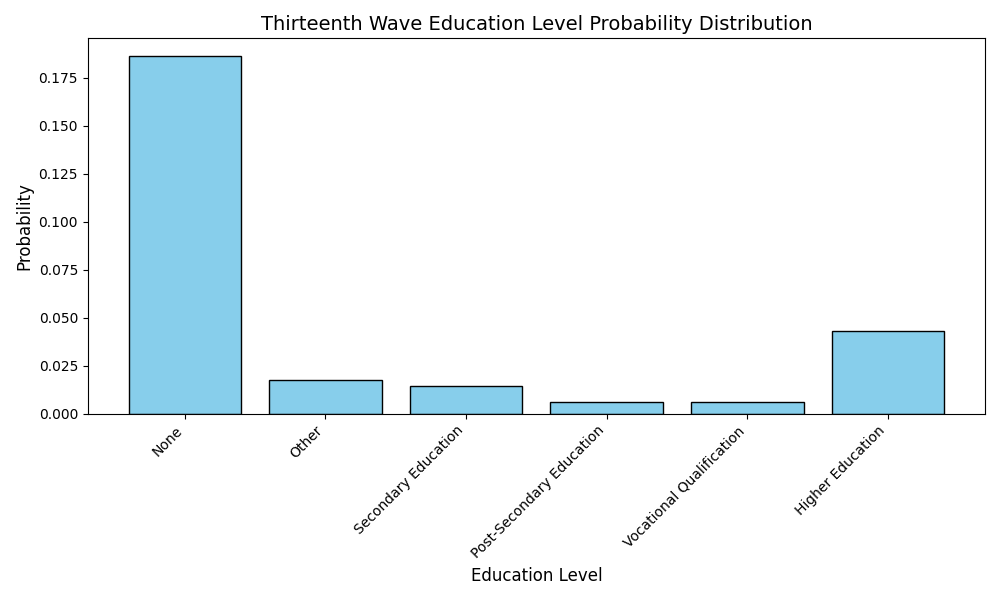 Thirteenth Wave Education Level Probability Distribution
Probability
0.175
0.150
0.125
0.100
0.075
0.050
0.025
0.000
None
Other
Secondary Education
Post-Secondary Education
Vocational Qualification
Higher Education
Education Level